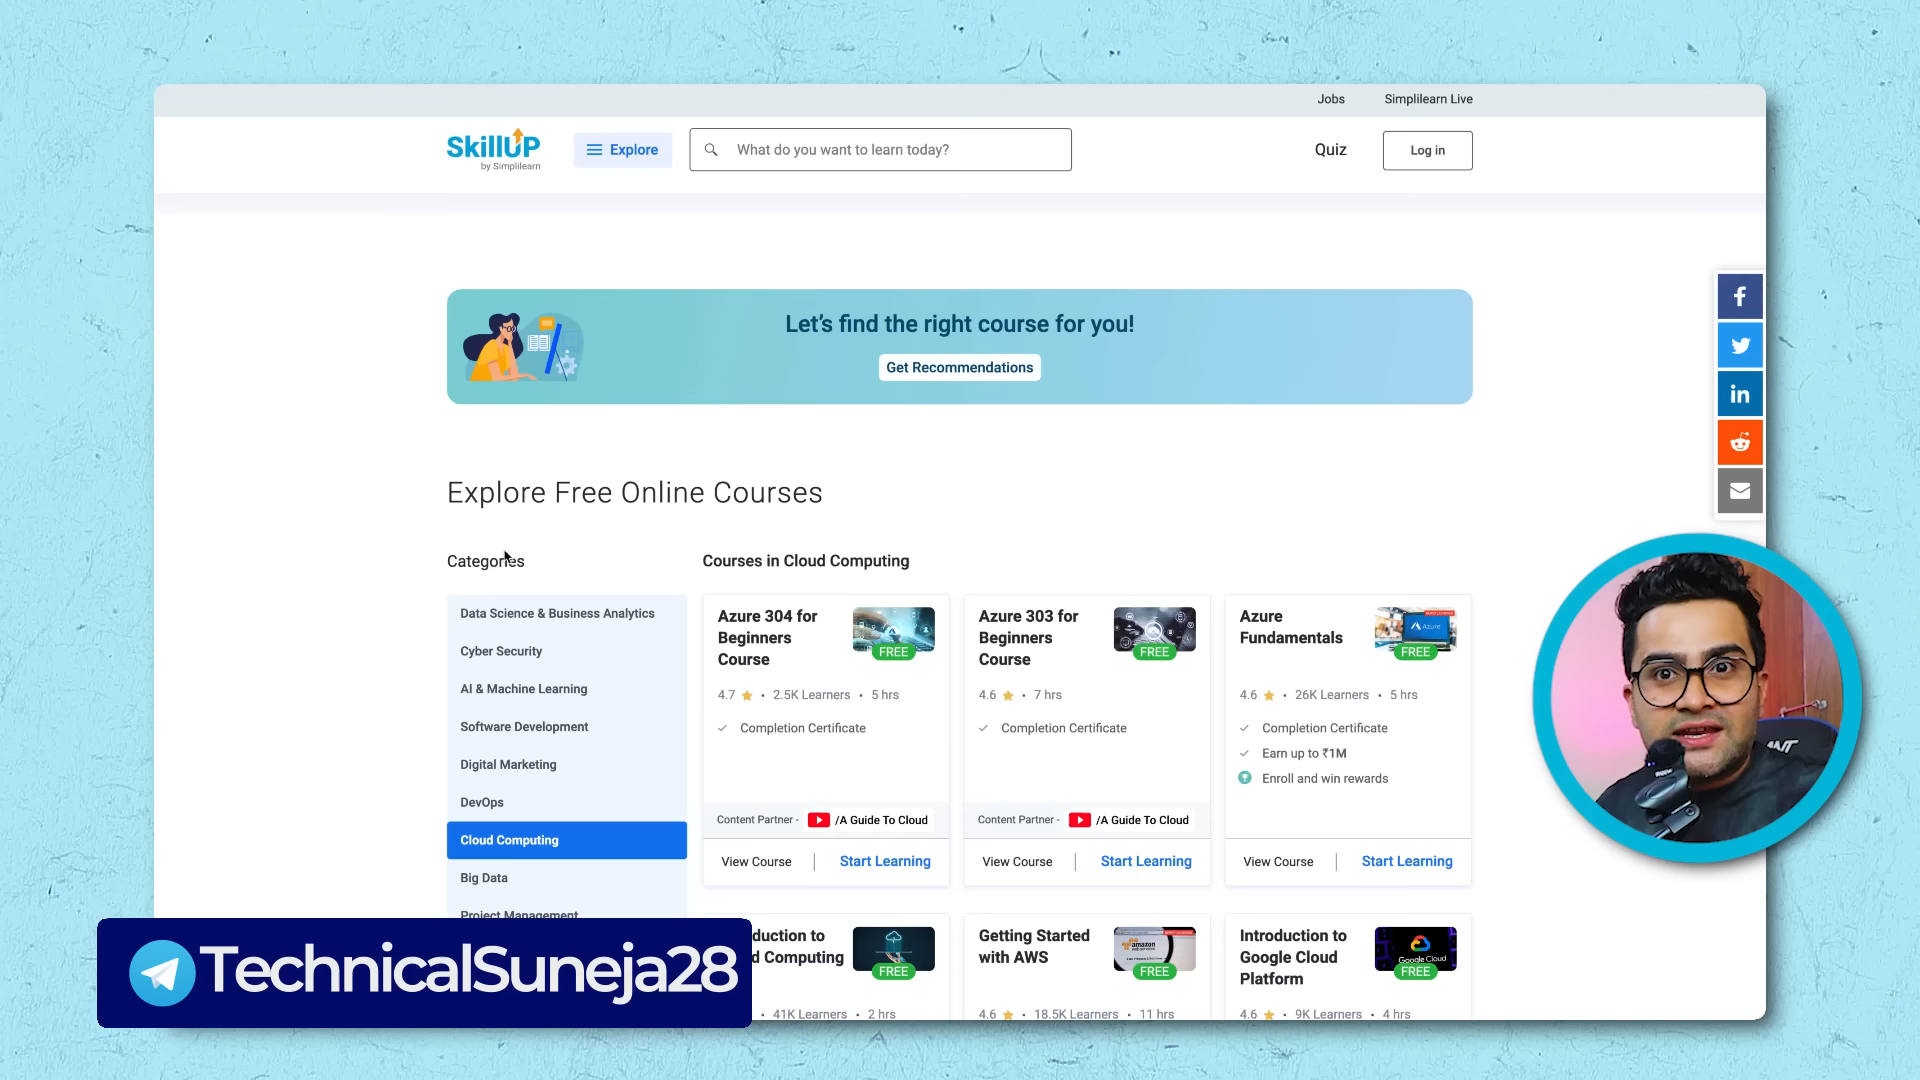 Jobs
Simplilearn Live
SkillUP
by Simplilearn
Explore
What do you want to learn today?
Quiz
Log in
Let's find the right course for you!
Get Recommendations
Explore Free Online Courses
Categories
Courses in Cloud Computing
Data Science & Business Analytics
Cyber Security
AI & Machine Learning
Software Development
Digital Marketing
DevOps
Cloud Computing
Big Data
Project Management
Azure 304 for
Beginners
Course
FREE
4.7 • 2.5K Learners • 5 hrs
Completion Certificate
Content Partner - /A Guide To Cloud
View Course | Start Learning
Azure 303 for
Beginners
Course
FREE
4.6 • 7 hrs
Completion Certificate
Content Partner - /A Guide To Cloud
View Course | Start Learning
Azure
Fundamentals
Azure
FREE
4.6 • 26K Learners • 5 hrs
Completion Certificate
Earn up to ₹1M
Enroll and win rewards
View Course | Start Learning
duction to
d Computing
FREE
• 41K Learners • 2 hrs
Getting Started
with AWS
amazon
FREE
4.6 • 18.5K Learners • 11 hrs
Introduction to
Google Cloud
Platform
Google Cloud
FREE
4.6 • 9K Learners • 4 hrs
TechnicalSuneja28